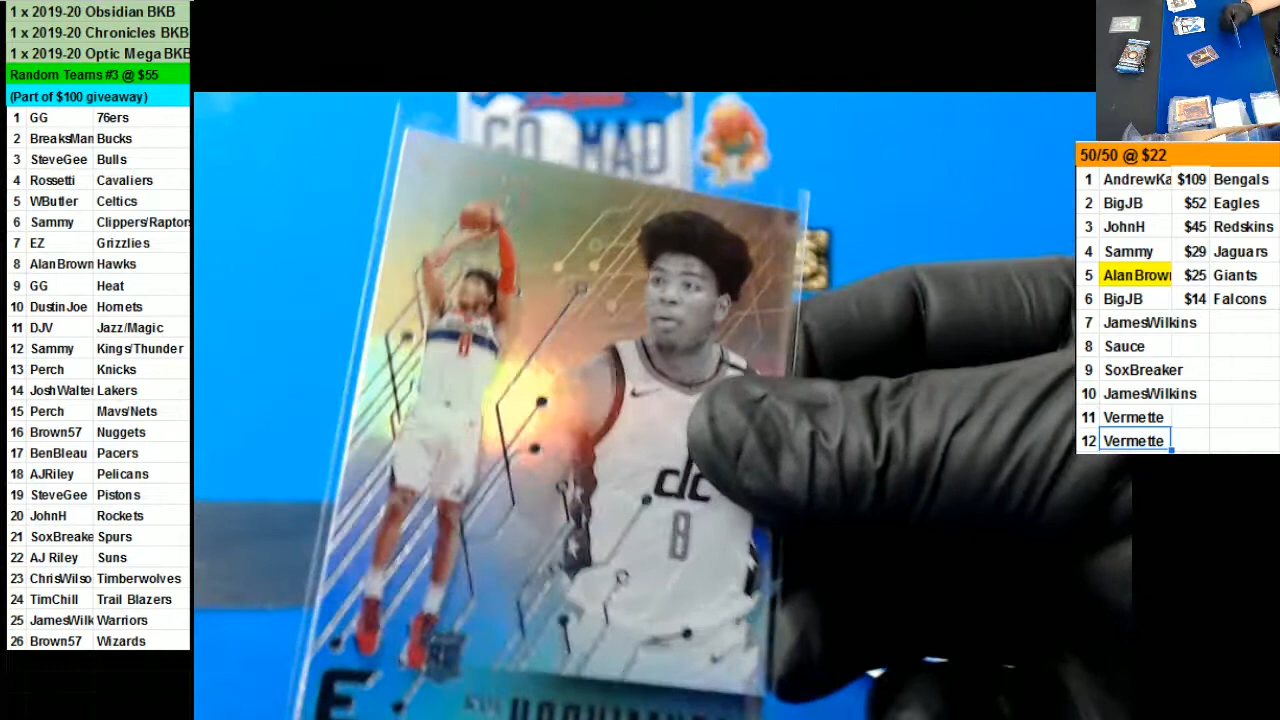 1 x 2019-20 Obsidian BKB
1 x 2019-20 Chronicles BKB
1 x 2019-20 Optic Mega BKB
Random Teams #3 @ $55
(Part of $100 giveaway)
1 GG 76ers
2 BreaksMan Bucks
3 SteveGee Bulls
4 Rossetti Cavaliers
5 WButler Celtics
6 Sammy Clippers/Raptors
7 EZ Grizzlies
8 AlanBrown Hawks
9 GG Heat
10 DustinJoe Hornets
11 DJV Jazz/Magic
12 Sammy Kings/Thunder
13 Perch Knicks
14 JoshWalte Lakers
15 Perch Mavs/Nets
16 Brown57 Nuggets
17 BenBleau Pacers
18 AJRiley Pelicans
19 SteveGee Pistons
20 JohnH Rockets
21 SoxBreake Spurs
22 AJ Riley Suns
23 ChrisWilso Timberwolves
24 TimChill Trail Blazers
25 JamesWilk Warriors
26 Brown57 Wizards
GO MAD
dc
8
50/50 @ $22
1 AndrewKa $109 Bengals
2 BigJB $52 Eagles
3 JohnH $45 Redskins
4 Sammy $29 Jaguars
5 AlanBrown $25 Giants
6 BigJB $14 Falcons
7 JamesWilkins
8 Sauce
9 SoxBreaker
10 JamesWilkins
11 Vermette
12 Vermette